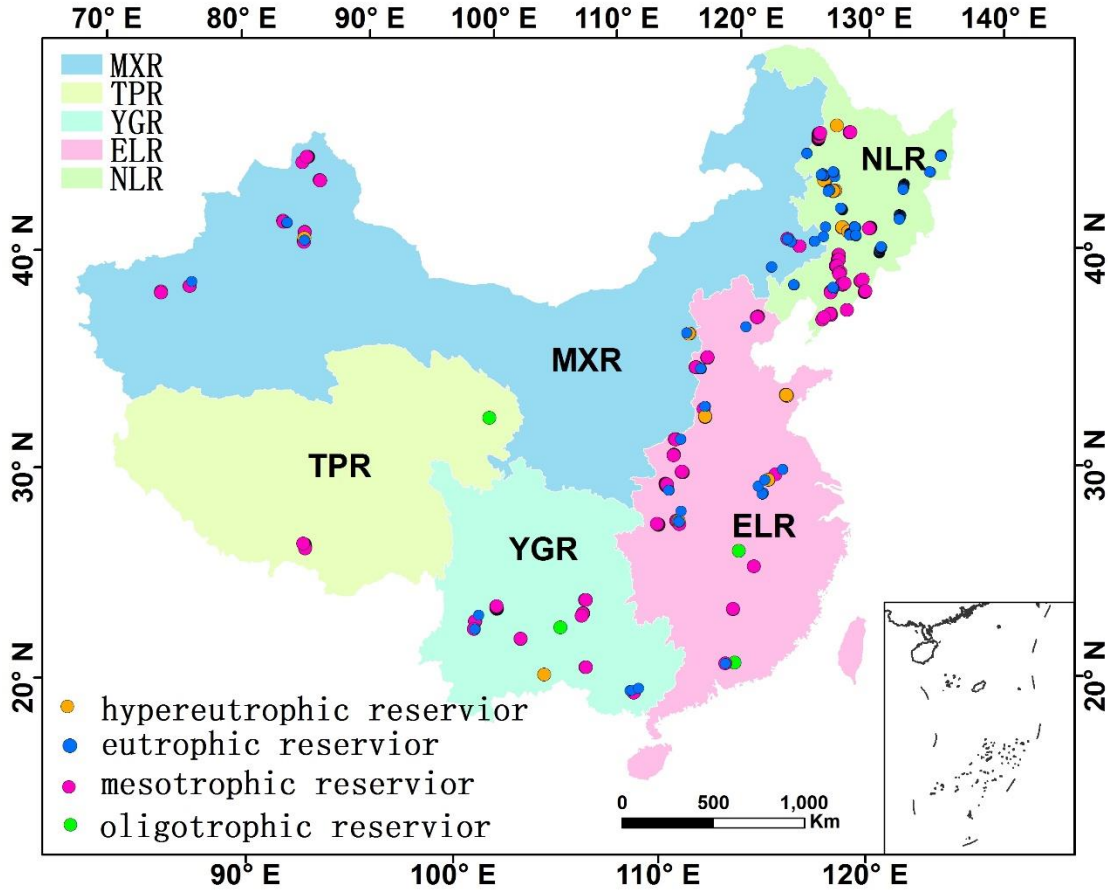 70° E 80° E 90° E 100° E 110° E 120° E 130° E 140° E
MXR
TPR
YGR
ELR
NLR
NLR
40° N 40° N
MXR
TPR
30° N 30° N
YGR
ELR
20° N 20° N
hypereutrophic reservior
eutrophic reservior
mesotrophic reservior
oligotrophic reservior
0 500 1,000
Km
90° E 100° E 110° E 120° E